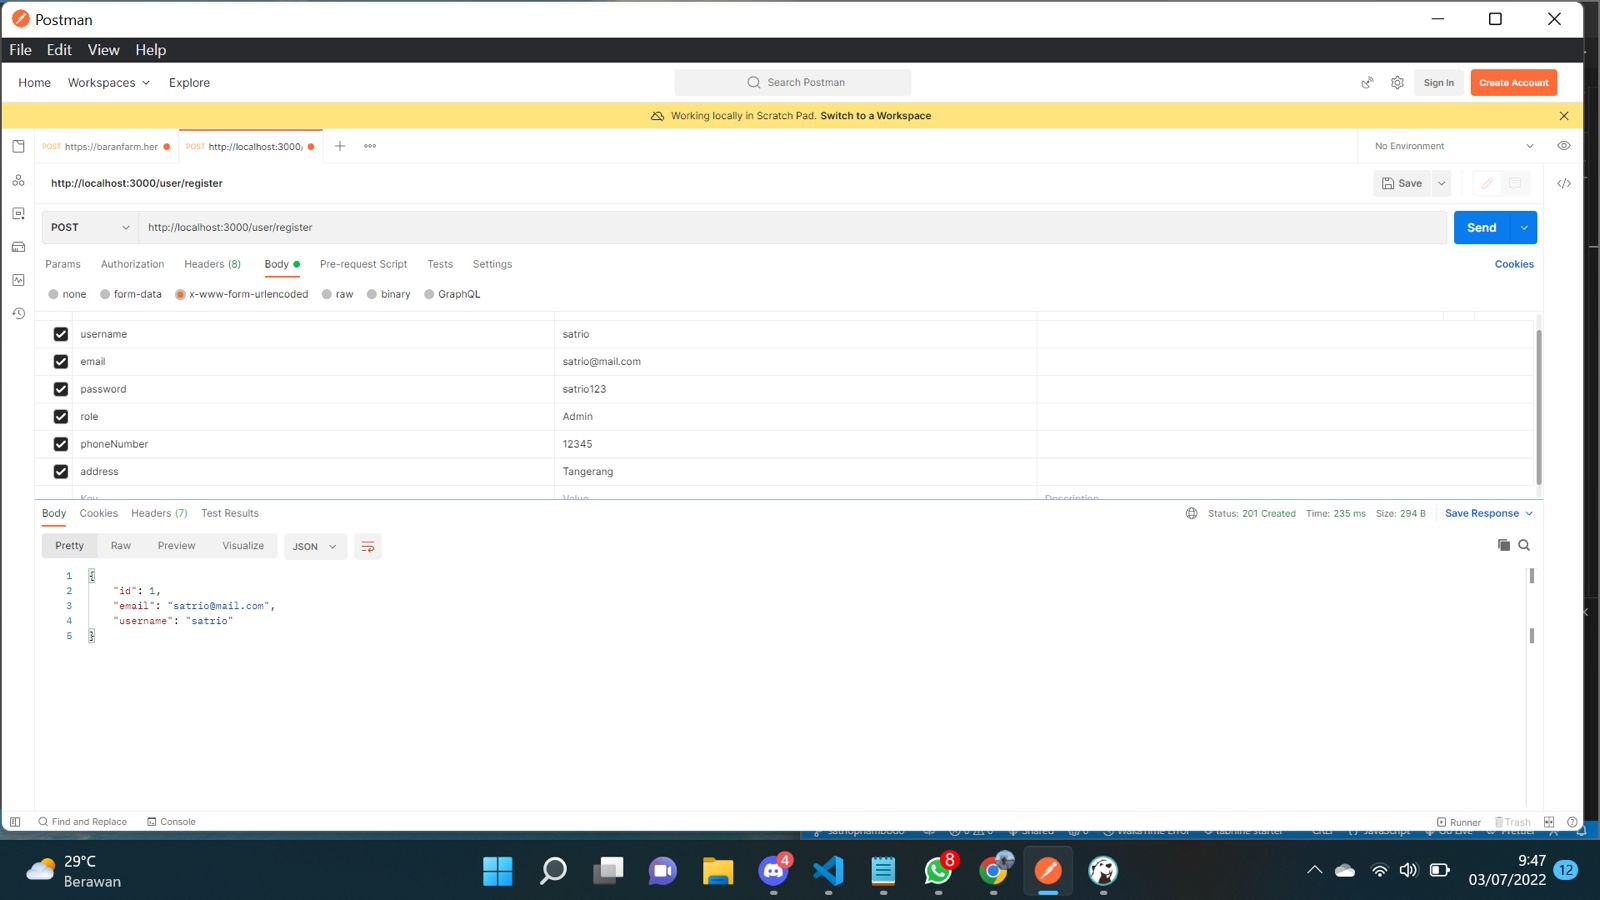 Postman
File Edit View Help
Home Workspaces Explore Search Postman Sign In Create Account
Working locally in Scratch Pad. Switch to a Workspace
POST https://baranfarm.her POST http://localhost:3000/ No Environment
http://localhost:3000/user/register Save
POST http://localhost:3000/user/register Send
Params Authorization Headers (8) Body Pre-request Script Tests Settings Cookies
none form-data x-www-form-urlencoded raw binary GraphQL
username satrio
email satrio@mail.com
password satrio123
role Admin
phoneNumber 12345
address Tangerang
Key Value Description
Body Cookies Headers (7) Test Results Status: 201 Created Time: 235 ms Size: 294 B Save Response
Pretty Raw Preview Visualize JSON
1 {
2 "id": 1,
3 "email": "satrio@mail.com",
4 "username": "satrio"
5 }
Find and Replace Console Runner Trash
29°C
Berawan
4
8
9:47
03/07/2022 12